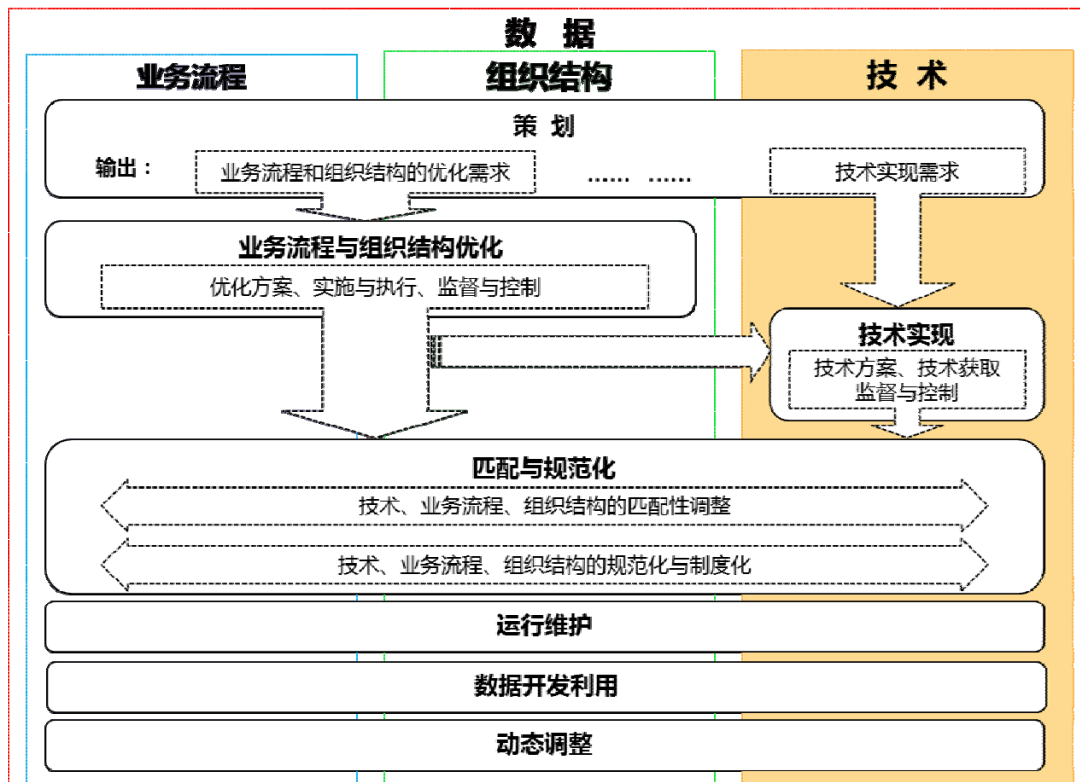 数 据
业务流程
组织结构
技 术
策 划
输出：
业务流程和组织结构的优化需求
…… ……
技术实现需求
业务流程与组织结构优化
优化方案、实施与执行、监督与控制
技术实现
技术方案、技术获取
监督与控制
匹配与规范化
技术、业务流程、组织结构的匹配性调整
技术、业务流程、组织结构的规范化与制度化
运行维护
数据开发利用
动态调整